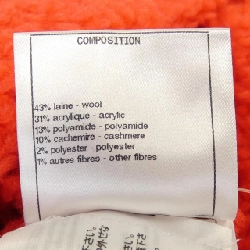 COMPOSITION
43% laine - wool
31% acrylique - acrylic
13% polyamide - polyamide
10% cachemire - cashmere
2% polyester - polyester
1% autres fibres - other fibres